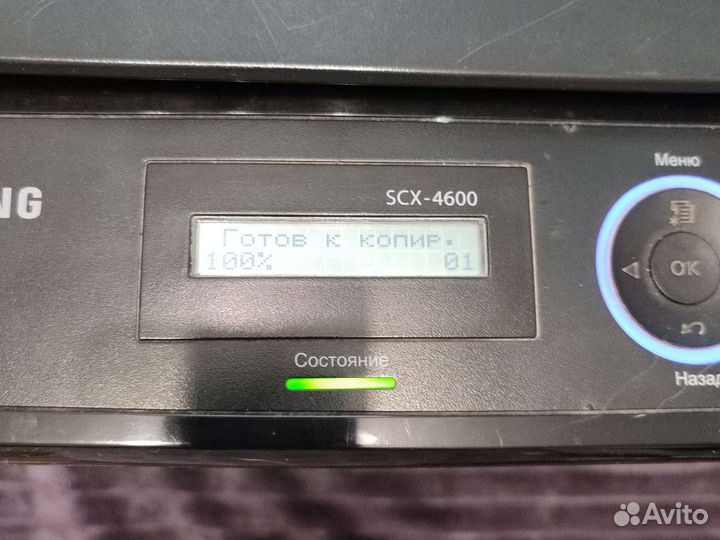 Меню
SCX-4600
NG
Готов к копир.
100% 01
OK
Состояние
Назад
Avito